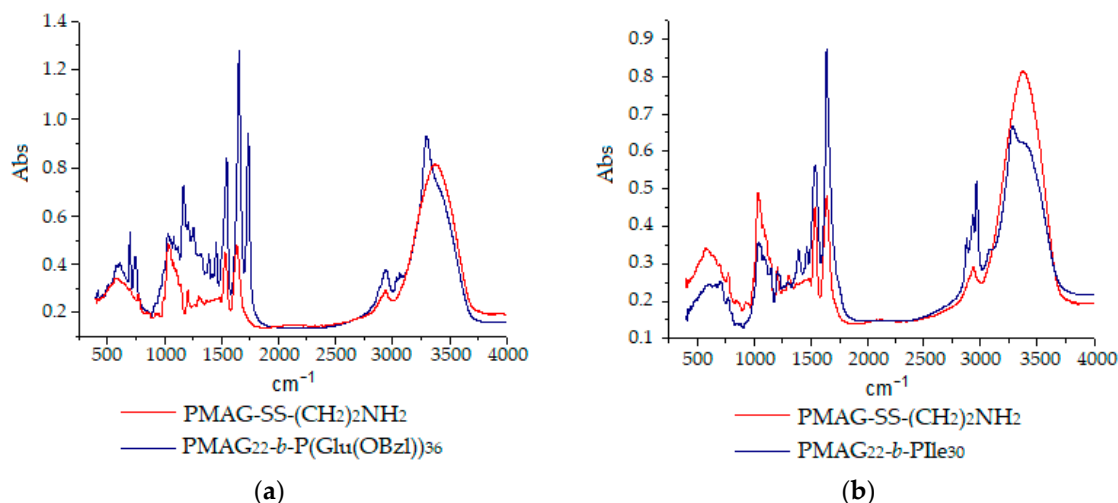 1.4
1.2
1.0
0.8
0.6
0.4
0.2
Abs
500 1000 1500 2000 2500 3000 3500 4000
cm⁻¹
PMAG-SS-(CH₂)₂NH₂
PMAG₂₂-b-P(Glu(OBzl))₃₆
(a)
0.9
0.8
0.7
0.6
0.5
0.4
0.3
0.2
0.1
Abs
500 1000 1500 2000 2500 3000 3500 4000
cm⁻¹
PMAG-SS-(CH₂)₂NH₂
PMAG₂₂-b-PIle₃₀
(b)